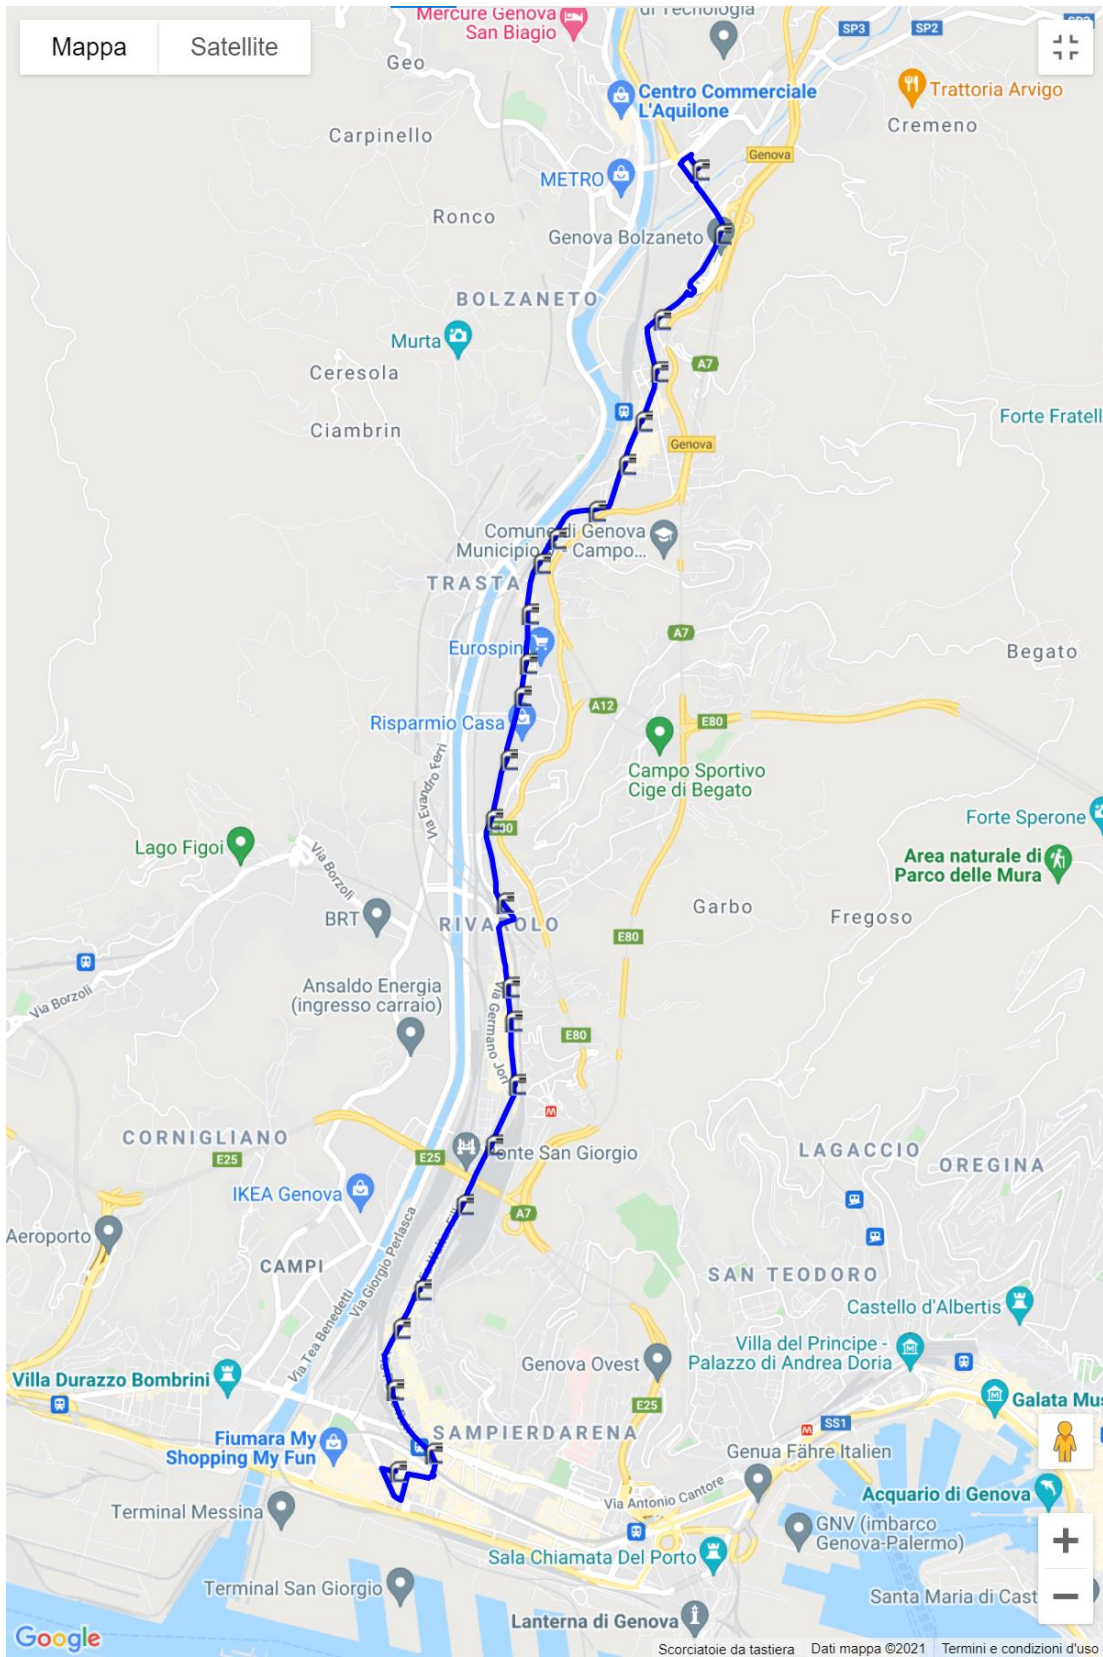 Mappa
Satellite
Mercure Genova
San Biagio
di Tecnologia
SP3
SP2
Geo
Centro Commerciale
L'Aquilone
Trattoria Arvigo
Carpinello
Cremeno
Genova
METRO
Ronco
Genova Bolzaneto
BOLZANETO
Murta
A7
Ceresola
Forte Fratell
Ciambrin
Genova
Comune di Genova
Municipio
Campo...
TRASTA
A7
Eurospin
Begato
A12
Risparmio Casa
E80
Via Evandro Ferri
Campo Sportivo
Cige di Begato
Forte Sperone
E80
Lago Figoi
Via Borzoli
Area naturale di
Parco delle Mura
Garbo
Fregoso
BRT
RIVAROLO
E80
Ansaldo Energia
(ingresso carraio)
Via Borzoli
Via Germano Jori
E80
M
CORNIGLIANO
LAGACCIO
OREGINA
E25
E25
Ponte San Giorgio
IKEA Genova
A7
Aeroporto
Via Giorgio Perlasca
CAMPI
SAN TEODORO
Via Tea Benedetti
Castello d'Albertis
Villa del Principe -
Palazzo di Andrea Doria
Genova Ovest
Villa Durazzo Bombrini
Galata Mus
E25
SS1
M
SAMPIERDARENA
Fiumara My
Shopping My Fun
Genua Fähre Italien
Via Antonio Cantore
Acquario di Genova
Terminal Messina
GNV (imbarco
Genova-Palermo)
Sala Chiamata Del Porto
Terminal San Giorgio
Santa Maria di Cast
Lanterna di Genova
Google
Scorciatoie da tastiera
Dati mappa ©2021
Termini e condizioni d'uso